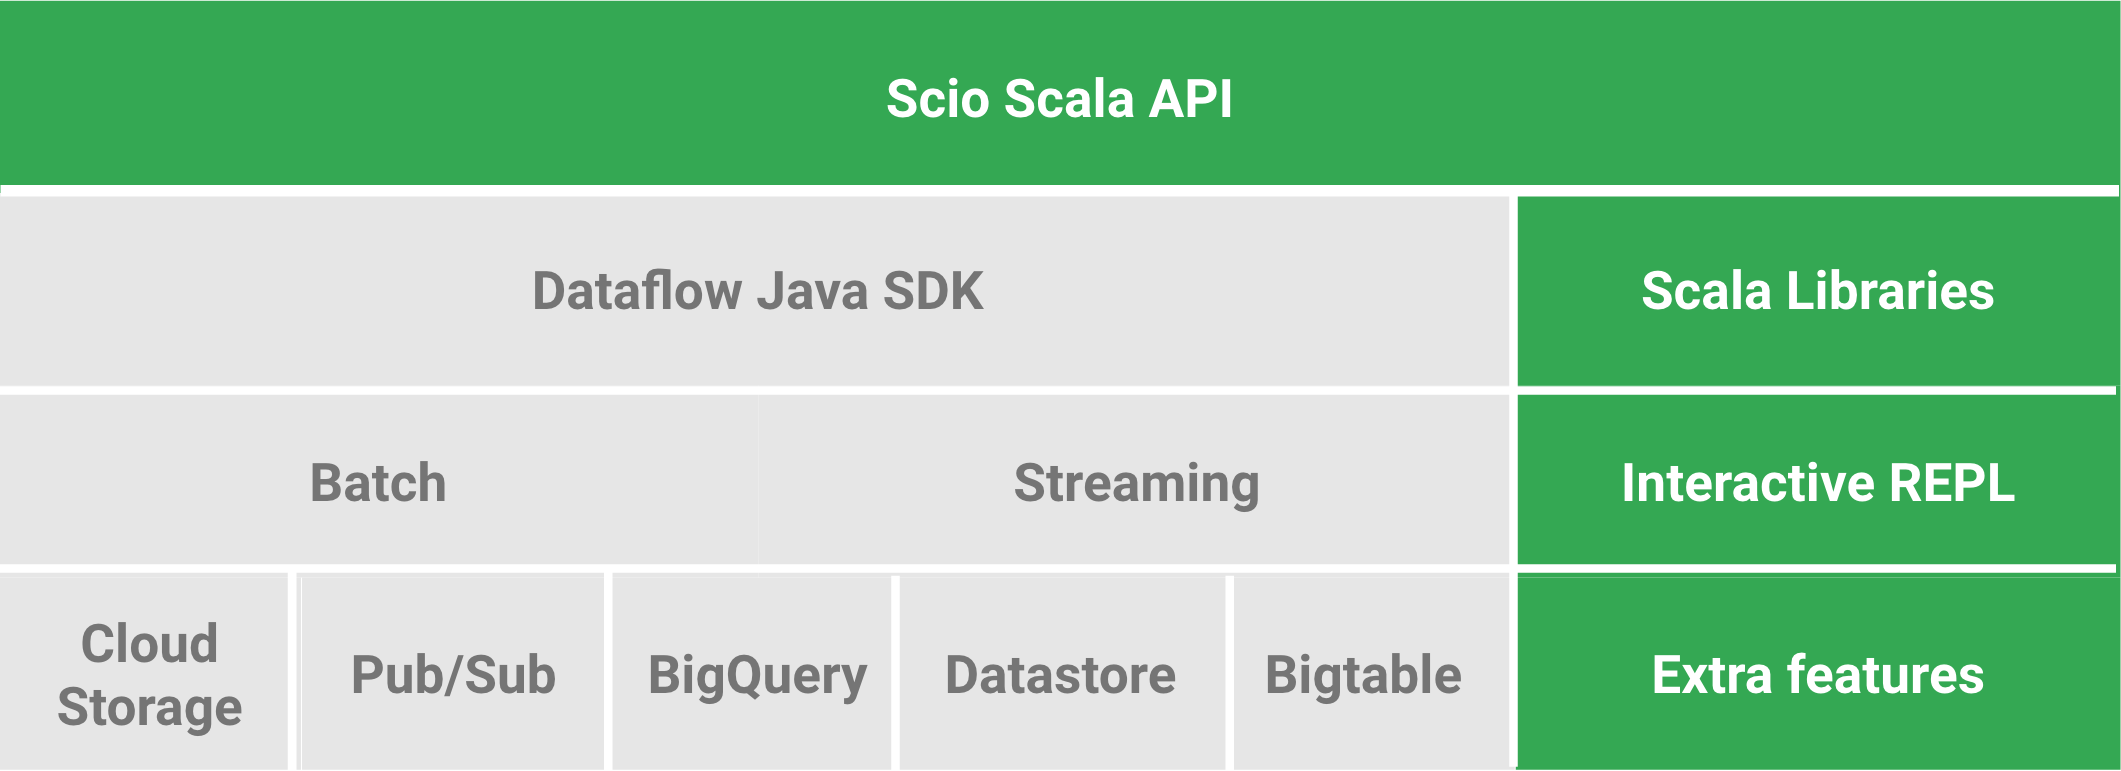 Scio Scala API
Dataflow Java SDK
Scala Libraries
Batch
Streaming
Interactive REPL
Cloud
Storage
Pub/Sub
BigQuery
Datastore
Bigtable
Extra features